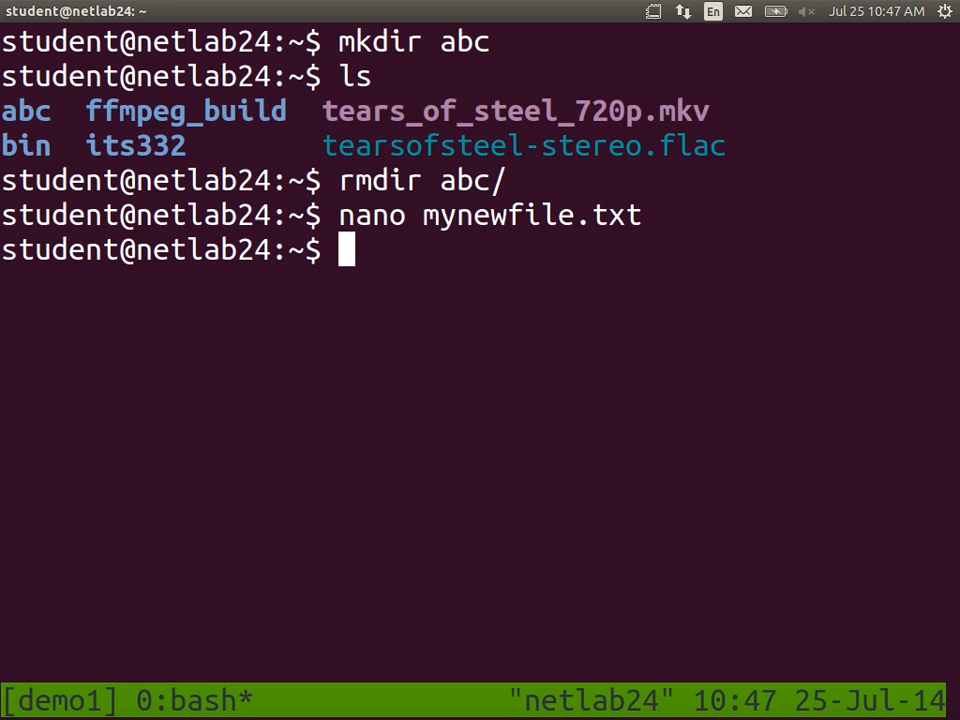 student@netlab24: ~ En Jul 25 10:47 AM
student@netlab24:~$ mkdir abc
student@netlab24:~$ ls
abc  ffmpeg_build  tears_of_steel_720p.mkv
bin  its332        tearsofsteel-stereo.flac
student@netlab24:~$ rmdir abc/
student@netlab24:~$ nano mynewfile.txt
student@netlab24:~$
[demo1] 0:bash* "netlab24" 10:47 25-Jul-14